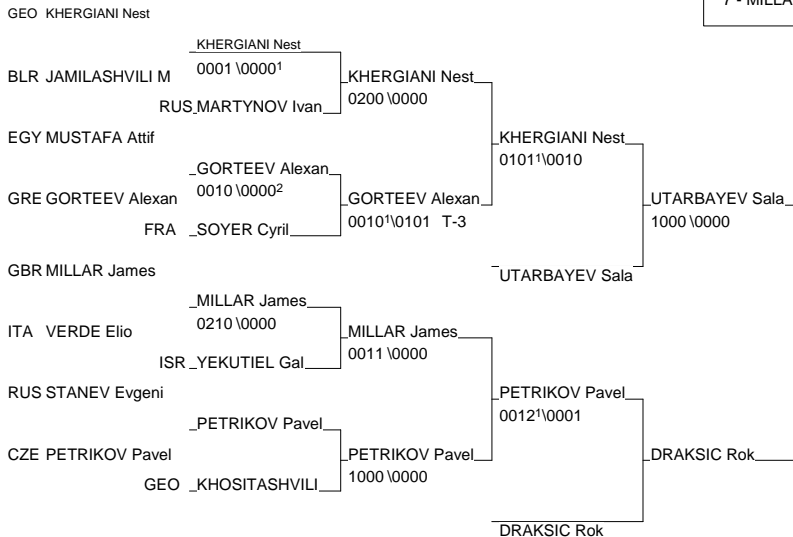 7 - MILLA
GEO KHERGIANI Nest
KHERGIANI Nest
0001 \0000¹
BLR JAMILASHVILI M
KHERGIANI Nest
0200 \0000
RUS MARTYNOV Ivan
EGY MUSTAFA Attif
KHERGIANI Nest
0101¹\0010
GORTEEV Alexan
0010 \0000²
GRE GORTEEV Alexan
GORTEEV Alexan
0010¹\0101 T-3
UTARBAYEV Sala
1000 \0000
FRA SOYER Cyril
GBR MILLAR James
UTARBAYEV Sala
MILLAR James
0210 \0000
ITA VERDE Elio
MILLAR James
0011 \0000
ISR YEKUTIEL Gal
RUS STANEV Evgeni
PETRIKOV Pavel
0012¹\0001
PETRIKOV Pavel
CZE PETRIKOV Pavel
PETRIKOV Pavel
1000 \0000
DRAKSIC Rok
GEO KHOSITASHVILI
DRAKSIC Rok